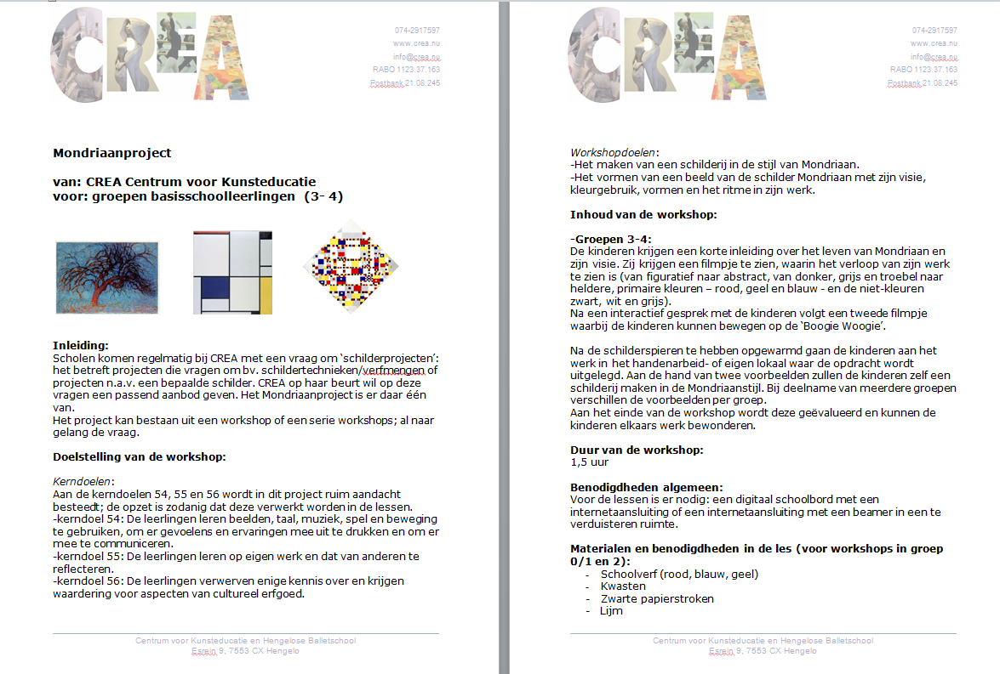 CREA
074-2917597
www.crea.nu
info@crea.nu
RABO 1123.37.163
Postbank 21.08.245
Mondriaanproject
van: CREA Centrum voor Kunsteducatie
voor: groepen basisschoolleerlingen (3- 4)
Inleiding:
Scholen komen regelmatig bij CREA met een vraag om ‘schilderprojecten’:
het betreft projecten die vragen om bv. schildertechnieken/verfmengen of
projecten n.a.v. een bepaalde schilder. CREA op haar beurt wil op deze
vragen een passend aanbod geven. Het Mondriaanproject is er daar één
van.
Het project kan bestaan uit een workshop of een serie workshops; al naar
gelang de vraag.
Doelstelling van de workshop:
Kerndoelen:
Aan de kerndoelen 54, 55 en 56 wordt in dit project ruim aandacht
besteedt; de opzet is zodanig dat deze verwerkt worden in de lessen.
-kerndoel 54: De leerlingen leren beelden, taal, muziek, spel en beweging
te gebruiken, om er gevoelens en ervaringen mee uit te drukken en om er
mee te communiceren.
-kerndoel 55: De leerlingen leren op eigen werk en dat van anderen te
reflecteren.
-kerndoel 56: De leerlingen verwerven enige kennis over en krijgen
waardering voor aspecten van cultureel erfgoed.
Centrum voor Kunsteducatie en Hengelose Balletschool
Esrein 9, 7553 CX Hengelo
CREA
074-2917597
www.crea.nu
info@crea.nu
RABO 1123.37.163
Postbank 21.08.245
Workshopdoelen:
-Het maken van een schilderij in de stijl van Mondriaan.
-Het vormen van een beeld van de schilder Mondriaan met zijn visie,
kleurgebruik, vormen en het ritme in zijn werk.
Inhoud van de workshop:
-Groepen 3-4:
De kinderen krijgen een korte inleiding over het leven van Mondriaan en
zijn visie. Zij krijgen een filmpje te zien, waarin het verloop van zijn werk
te zien is (van figuratief naar abstract, van donker, grijs en troebel naar
heldere, primaire kleuren – rood, geel en blauw - en de niet-kleuren
zwart, wit en grijs).
Na een interactief gesprek met de kinderen volgt een tweede filmpje
waarbij de kinderen kunnen bewegen op de ‘Boogie Woogie’.
Na de schilderspieren te hebben opgewarmd gaan de kinderen aan het
werk in het handenarbeid- of eigen lokaal waar de opdracht wordt
uitgelegd. Aan de hand van twee voorbeelden zullen de kinderen zelf een
schilderij maken in de Mondriaanstijl. Bij deelname van meerdere groepen
verschillen de voorbeelden per groep.
Aan het einde van de workshop wordt deze geëvalueerd en kunnen de
kinderen elkaars werk bewonderen.
Duur van de workshop:
1,5 uur
Benodigdheden algemeen:
Voor de lessen is er nodig: een digitaal schoolbord met een
internetaansluiting of een internetaansluiting met een beamer in een te
verduisteren ruimte.
Materialen en benodigdheden in de les (voor workshops in groep
0/1 en 2):
- Schoolverf (rood, blauw, geel)
- Kwasten
- Zwarte papierstroken
- Lijm
Centrum voor Kunsteducatie en Hengelose Balletschool
Esrein 9, 7553 CX Hengelo